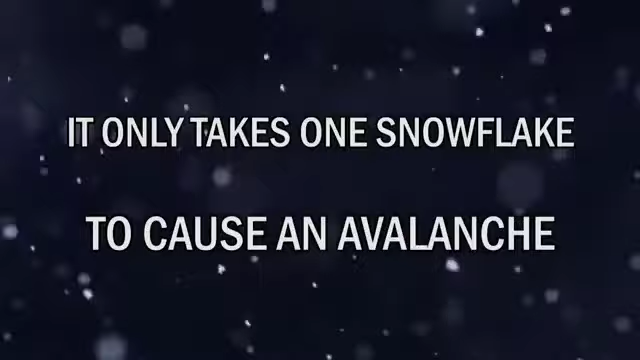 IT ONLY TAKES ONE SNOWFLAKE
TO CAUSE AN AVALANCHE